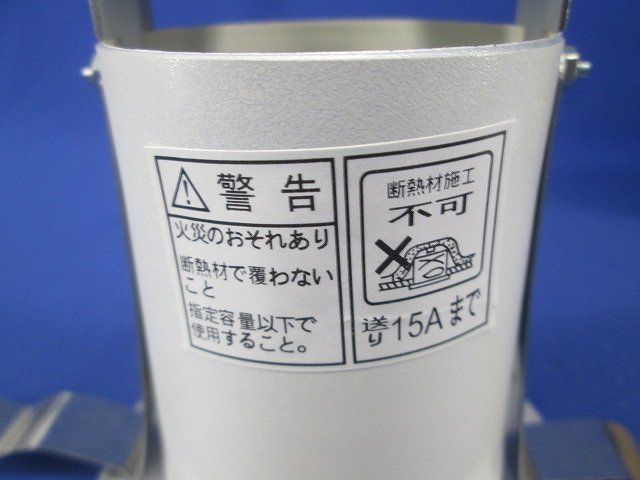 警告
火災のおそれあり
断熱材で覆わない
こと
指定容量以下で
使用すること。
断熱材施工
不可
送り15Aまで